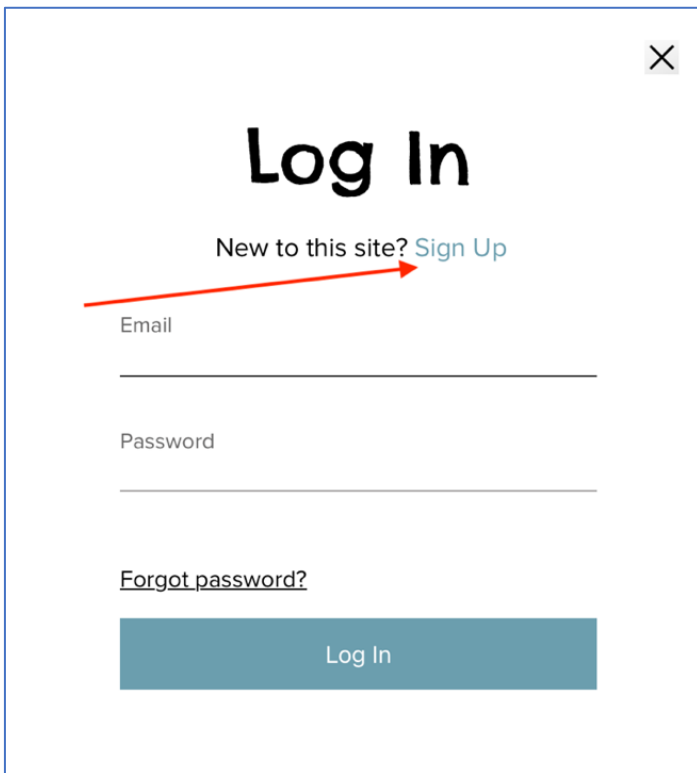 Log In
New to this site? Sign Up
Email
Password
Forgot password?
Log In